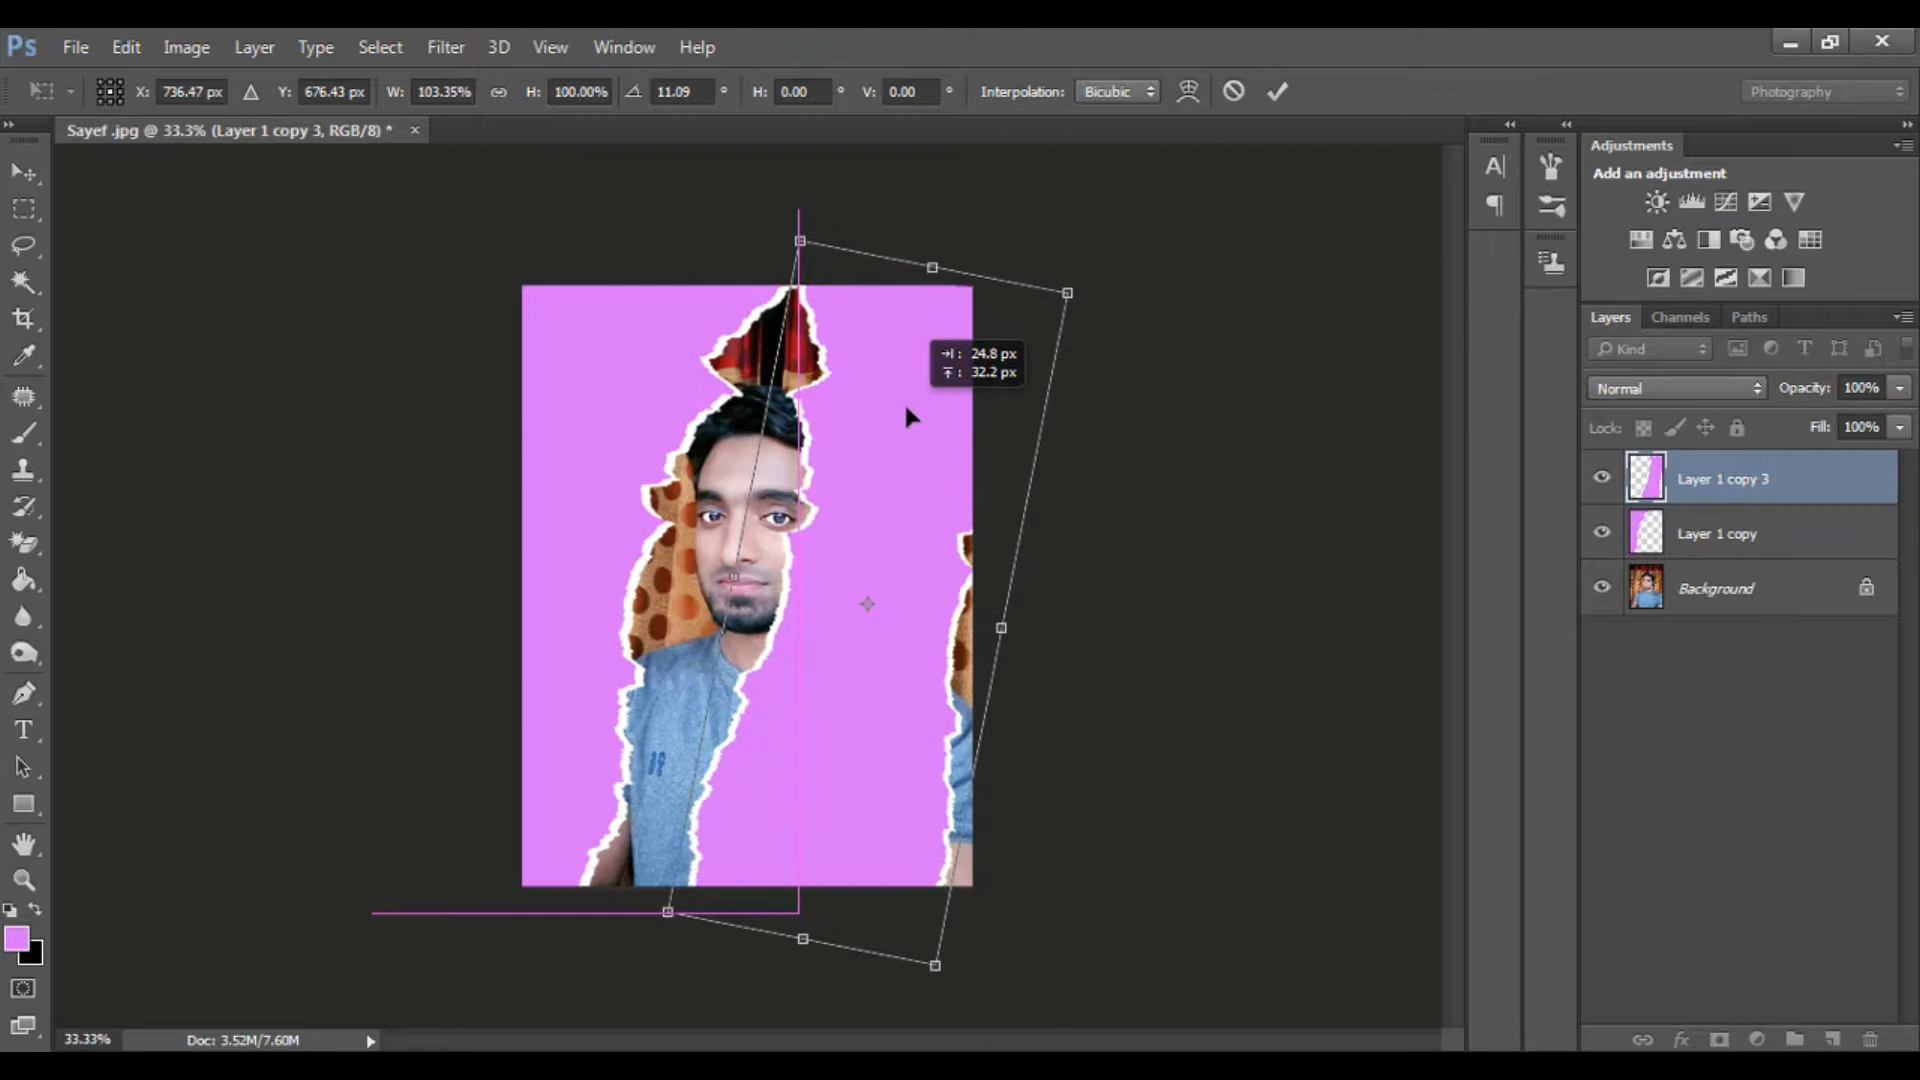 Ps File Edit Image Layer Type Select Filter 3D View Window Help
X: 736.47 px Y: 676.43 px W: 103.35% H: 100.00% 11.09 ° H: 0.00 ° V: 0.00 ° Interpolation: Bicubic Photography
Sayef .jpg @ 33.3% (Layer 1 copy 3, RGB/8) * ×
Adjustments
Add an adjustment
Layers Channels Paths
Kind
Normal Opacity: 100%
Lock: Fill: 100%
Layer 1 copy 3
Layer 1 copy
Background
24.8 px
32.2 px
33.33% Doc: 3.52M/7.60M